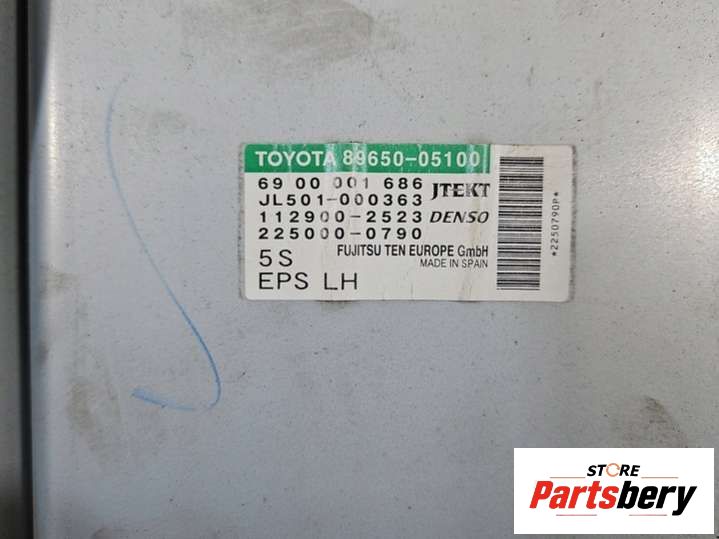 TOYOTA 89650-05100
69 00 001 686 JTEKT
JL501-000363
112900-2523 DENSO
225000-0790
FUJITSU TEN EUROPE GmbH
5S MADE IN SPAIN
EPS LH
*2250790P*
STORE
Partsbery